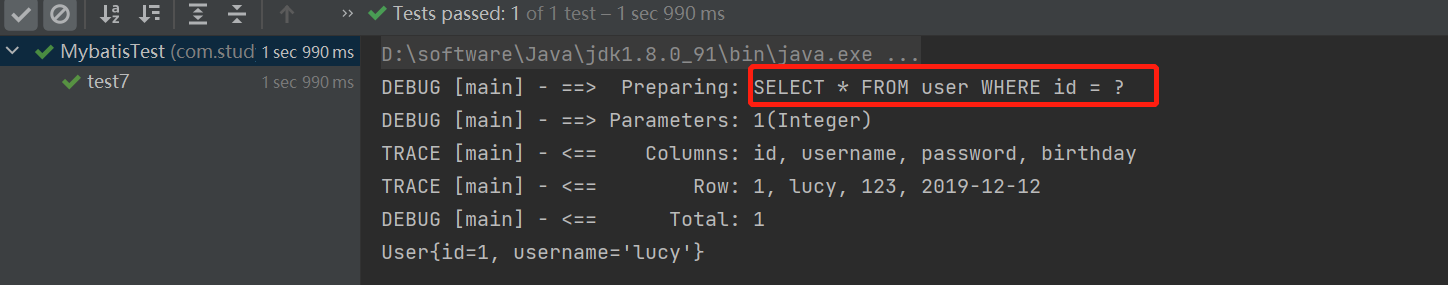 Tests passed: 1 of 1 test – 1 sec 990 ms
MybatisTest (com.stud 1 sec 990 ms
test7 1 sec 990 ms
D:\software\Java\jdk1.8.0_91\bin\java.exe ...
DEBUG [main] - ==>  Preparing: SELECT * FROM user WHERE id = ?
DEBUG [main] - ==> Parameters: 1(Integer)
TRACE [main] - <==    Columns: id, username, password, birthday
TRACE [main] - <==        Row: 1, lucy, 123, 2019-12-12
DEBUG [main] - <==      Total: 1
User{id=1, username='lucy'}